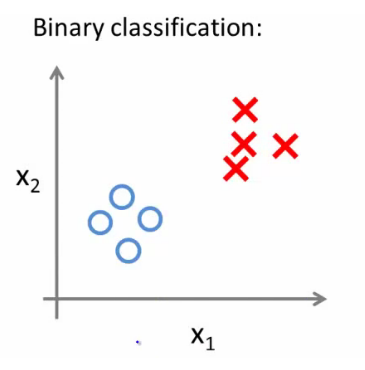 Binary classification:
x₂
x₁